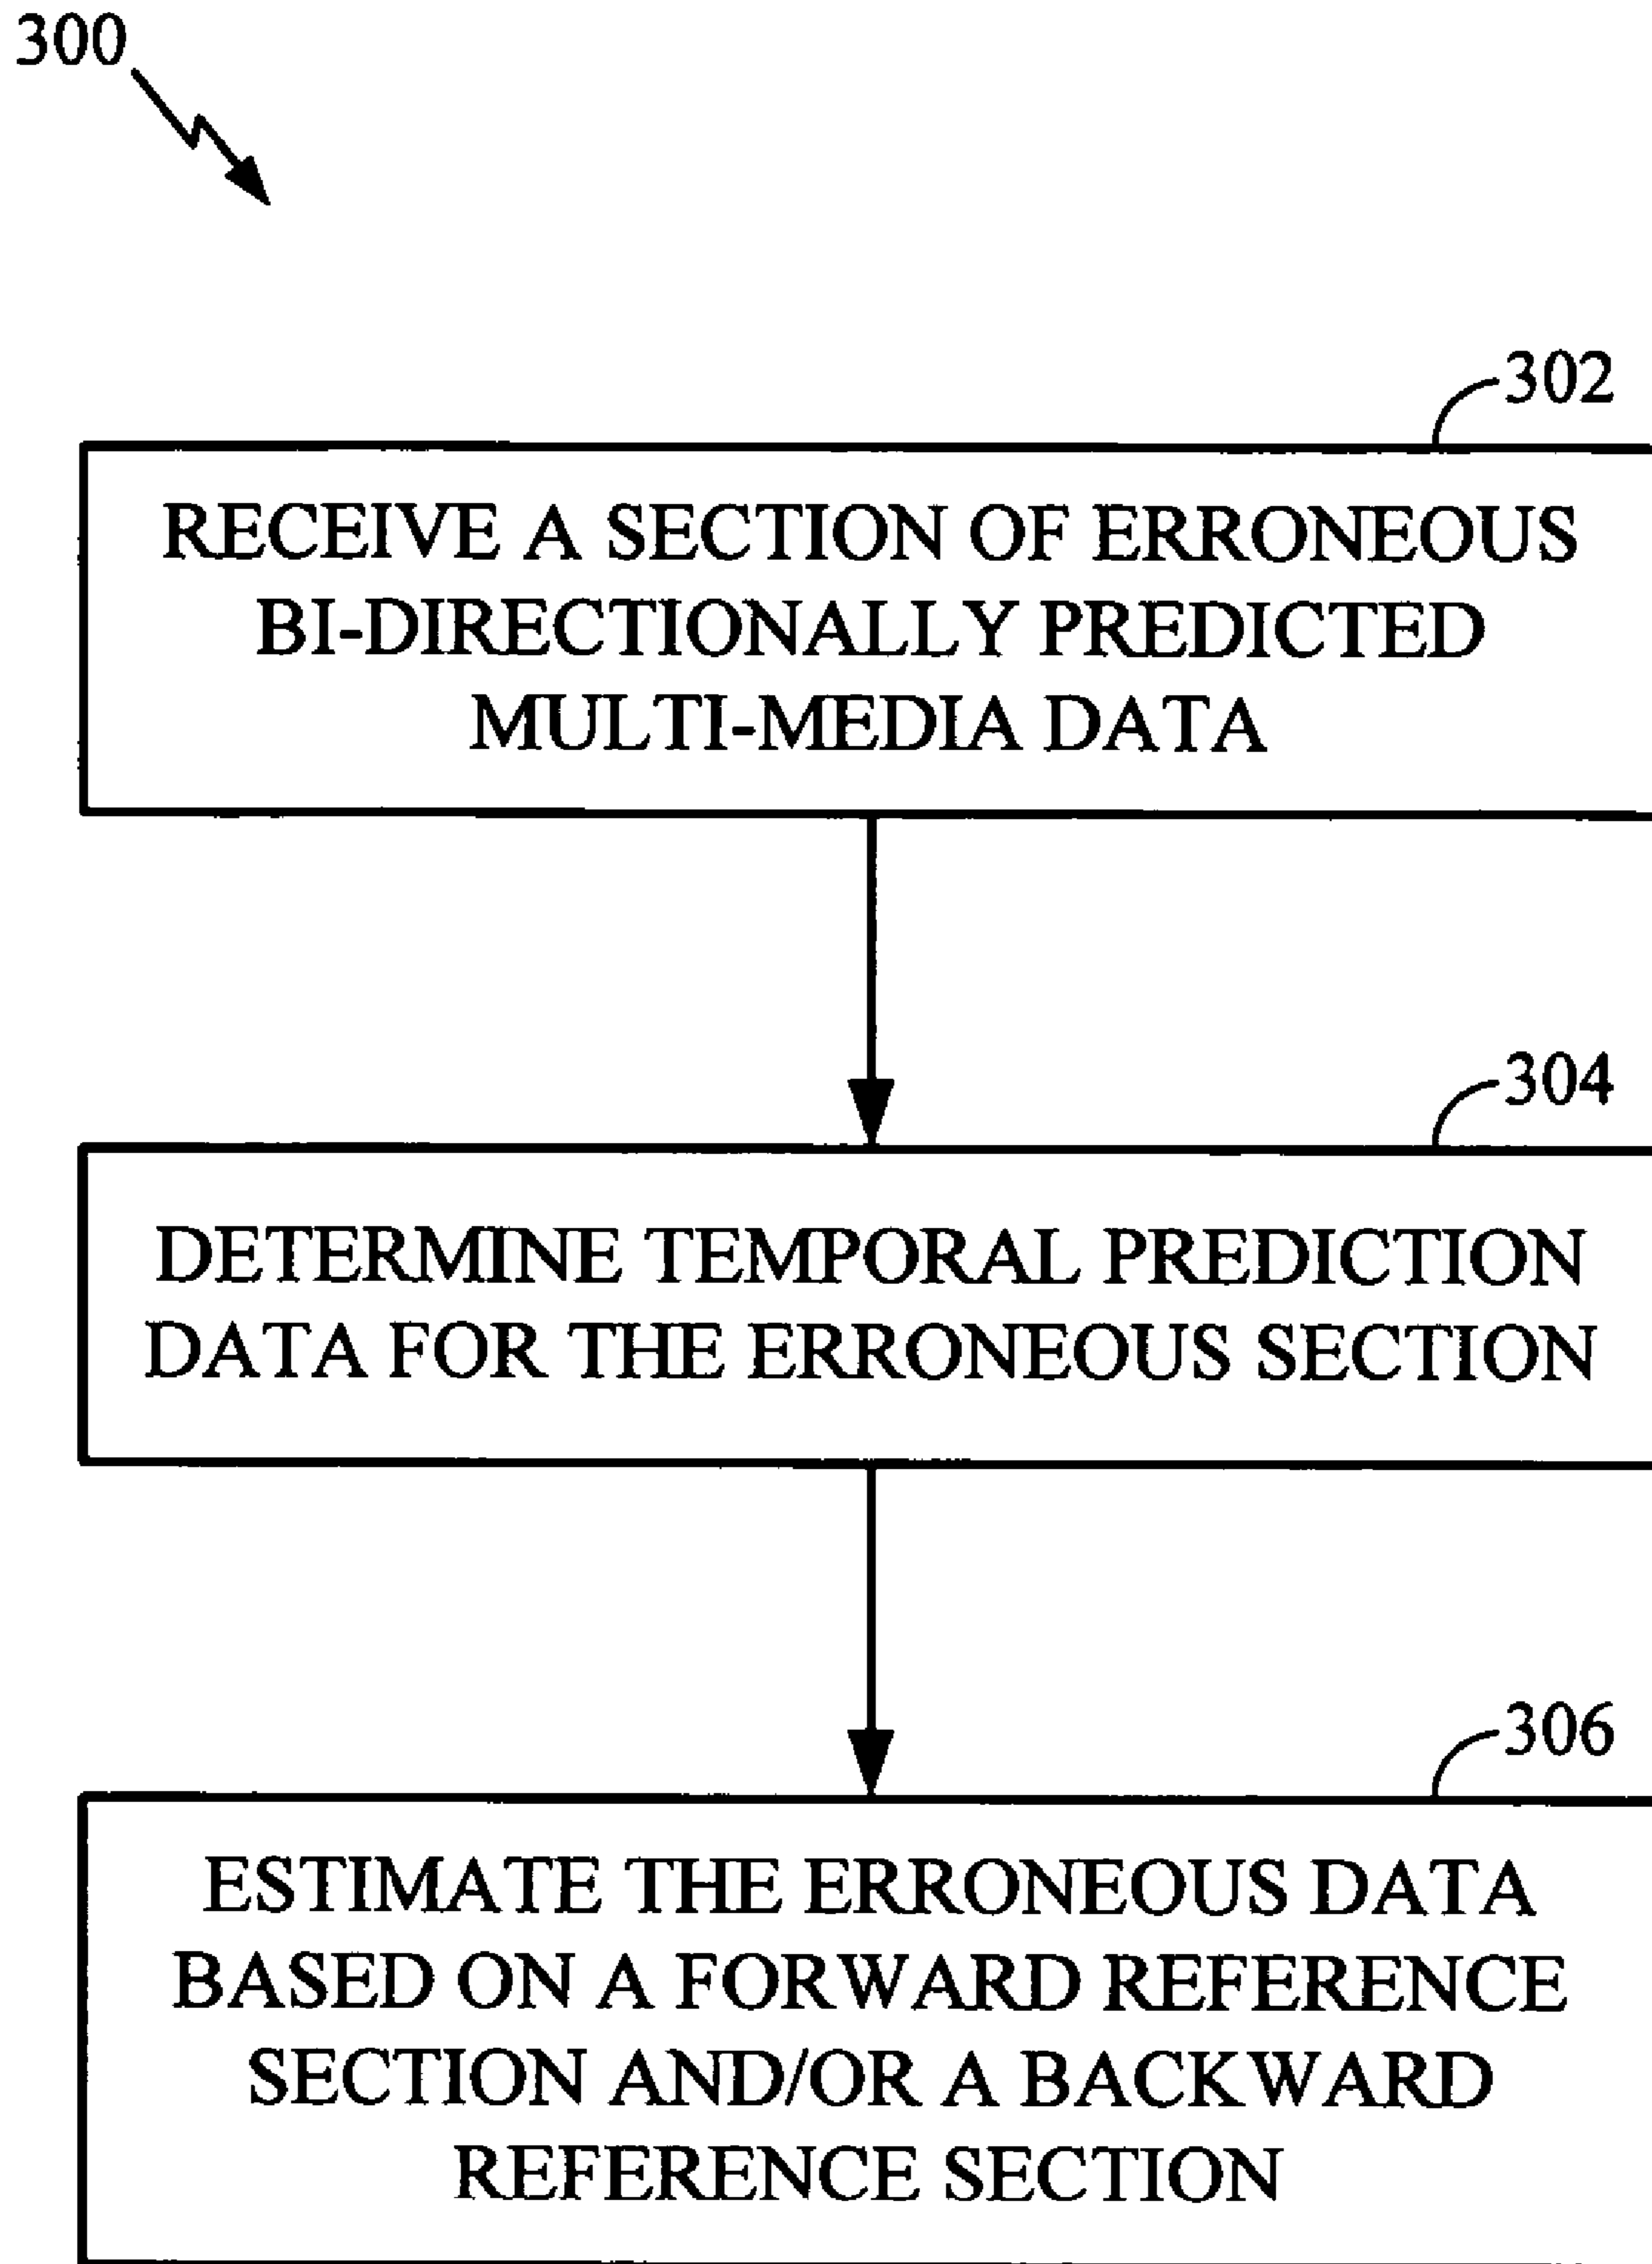 300
302
RECEIVE A SECTION OF ERRONEOUS
BI-DIRECTIONALLY PREDICTED
MULTI-MEDIA DATA
304
DETERMINE TEMPORAL PREDICTION
DATA FOR THE ERRONEOUS SECTION
306
ESTIMATE THE ERRONEOUS DATA
BASED ON A FORWARD REFERENCE
SECTION AND/OR A BACKWARD
REFERENCE SECTION